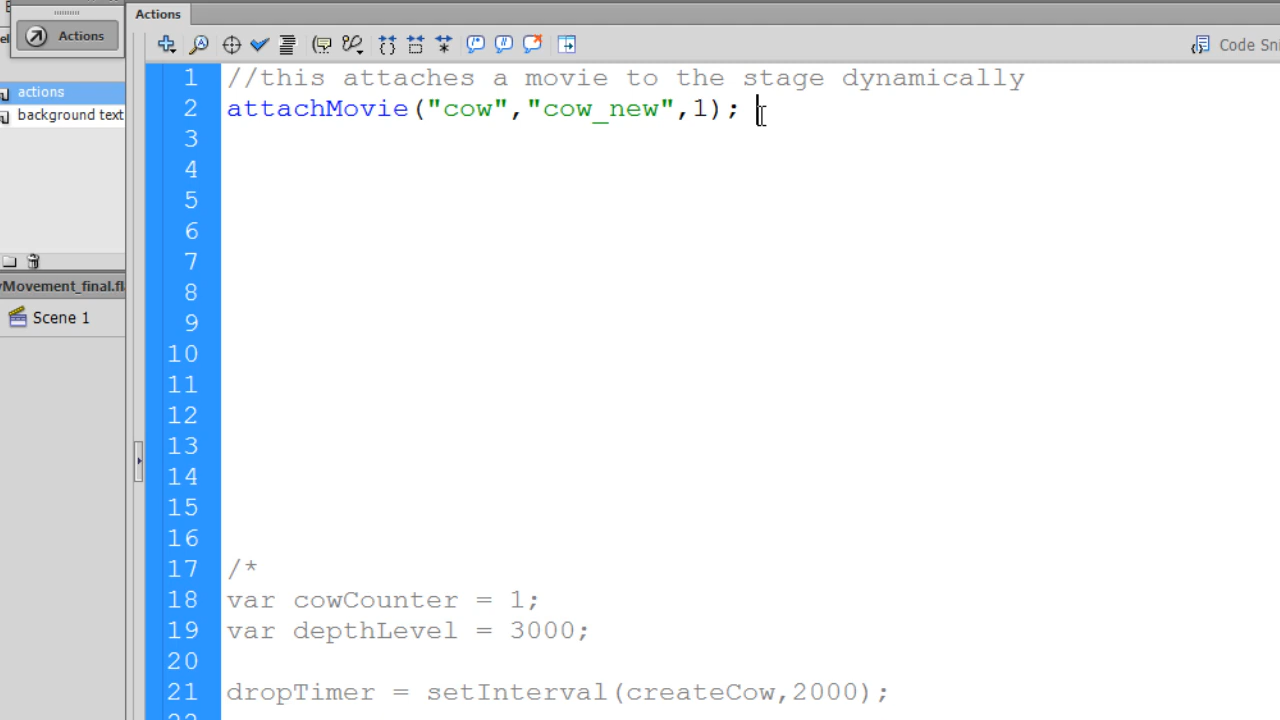 Actions
Actions
Code Sni
1 //this attaches a movie to the stage dynamically
actions
2 attachMovie("cow","cow_new",1);
background text
3
4
5
6
7
8
Movement_final.fl
9
Scene 1
10
11
12
13
14
15
16
17 /*
18 var cowCounter = 1;
19 var depthLevel = 3000;
20
21 dropTimer = setInterval(createCow,2000);